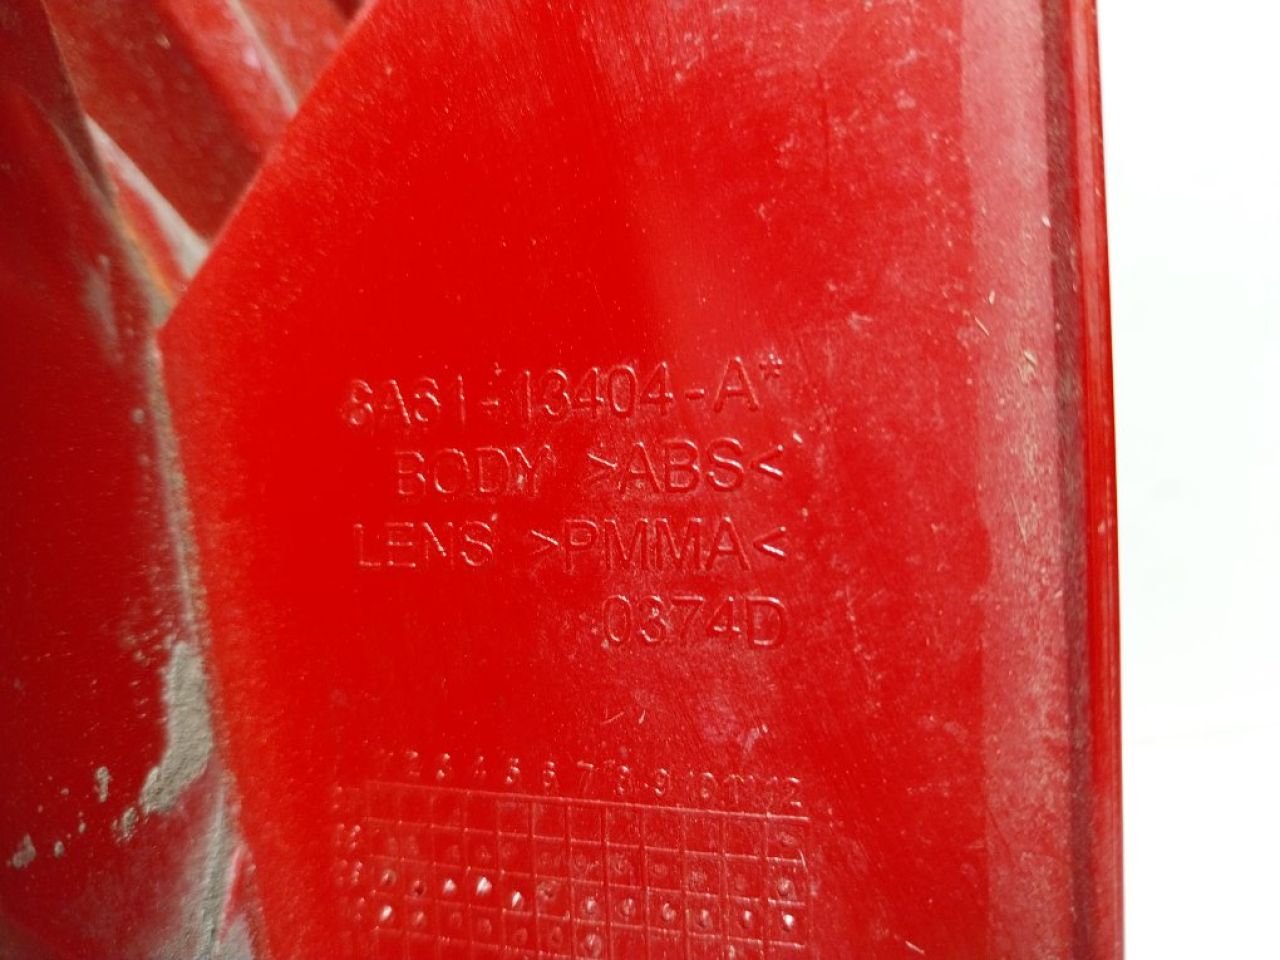 8A61-13404-A*
BODY >ABS<
LENS >PMMA<
0374D
1 2 3 4 5 6 7 8 9 10 11 12